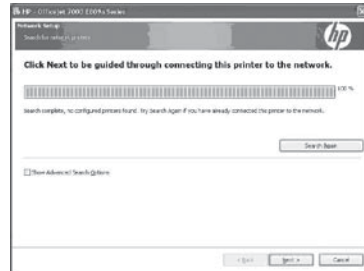 HP - Officejet 7000 E809a Series
Network Setup
Search for network printers
hp
Click Next to be guided through connecting this printer to the network.
100 %
Search complete, no configured printers found. Try Search Again if you have already connected the printer to the network.
Search Again
Show Advanced Search Options
< Back
Next >
Cancel